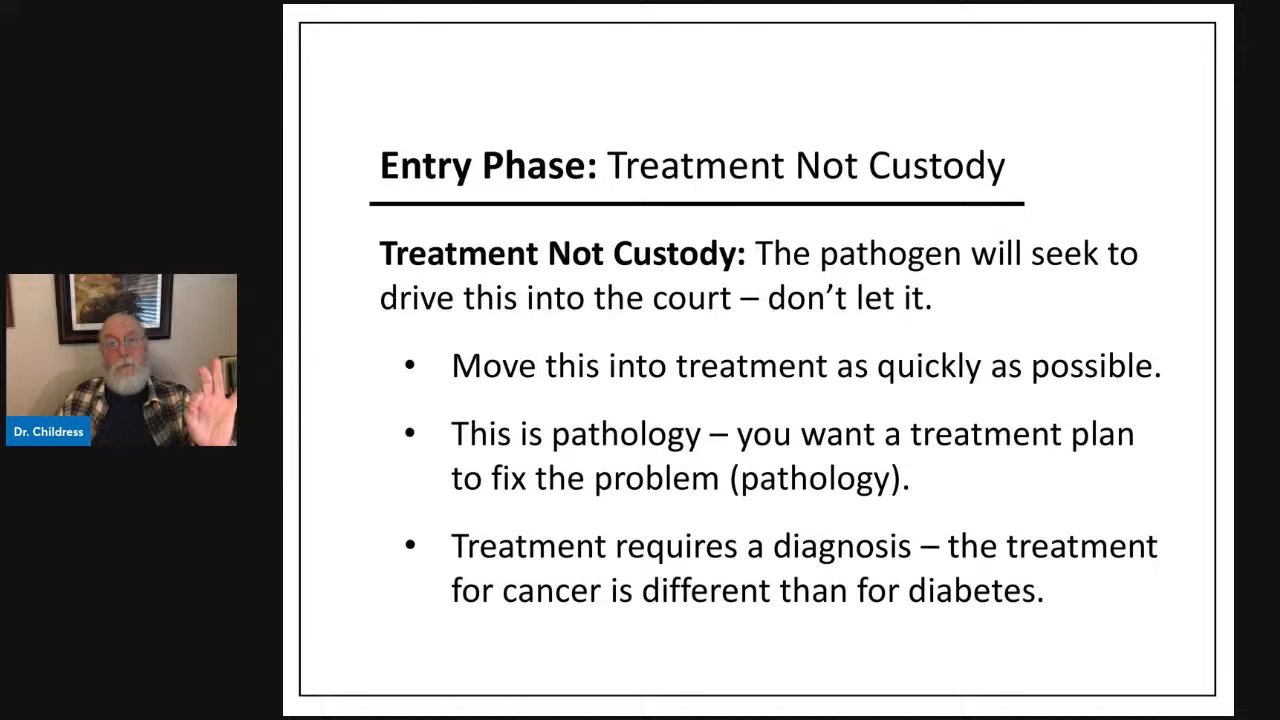 Entry Phase: Treatment Not Custody
Treatment Not Custody: The pathogen will seek to
drive this into the court – don’t let it.
• Move this into treatment as quickly as possible.
• This is pathology – you want a treatment plan
to fix the problem (pathology).
• Treatment requires a diagnosis – the treatment
for cancer is different than for diabetes.
Dr. Childress